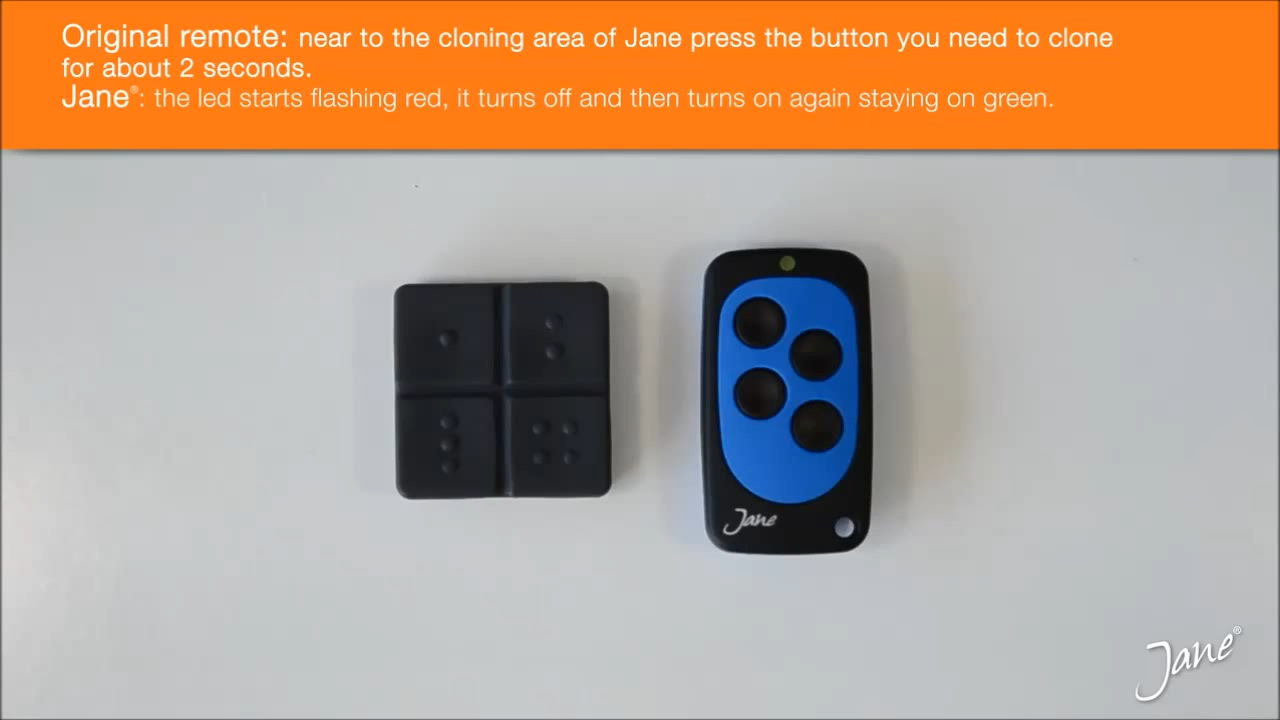 Original remote: near to the cloning area of Jane press the button you need to clone
for about 2 seconds.
Jane®: the led starts flashing red, it turns off and then turns on again staying on green.
Jane
Jane®